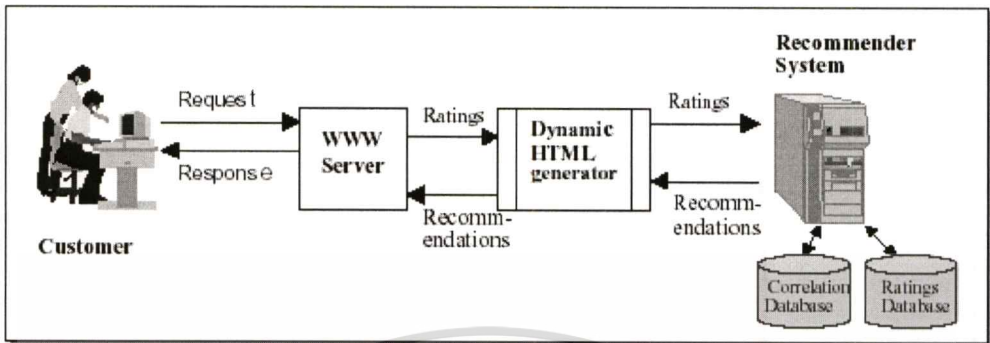 Recommender
System
Request
Response
Customer
WWW
Server
Ratings
Recomm-
endations
Dynamic
HTML
generator
Ratings
Recomm-
endations
Correlation
Database
Ratings
Database